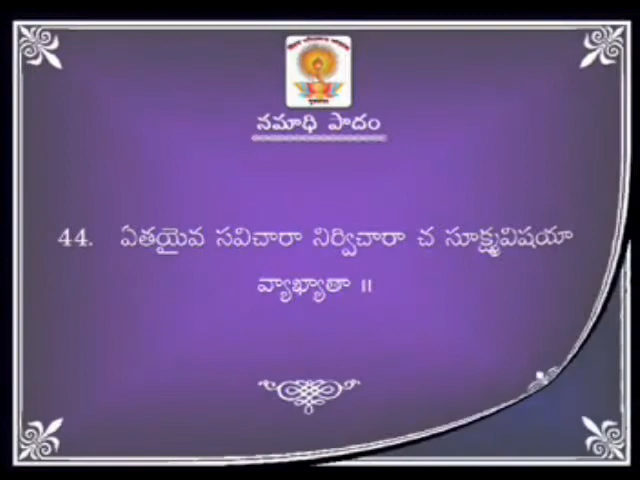 సమాధి పాదం
44. ఏతయైవ సవిచారా నిర్విచారా చ సూక్ష్మవిషయా
వ్యాఖ్యాతా ॥